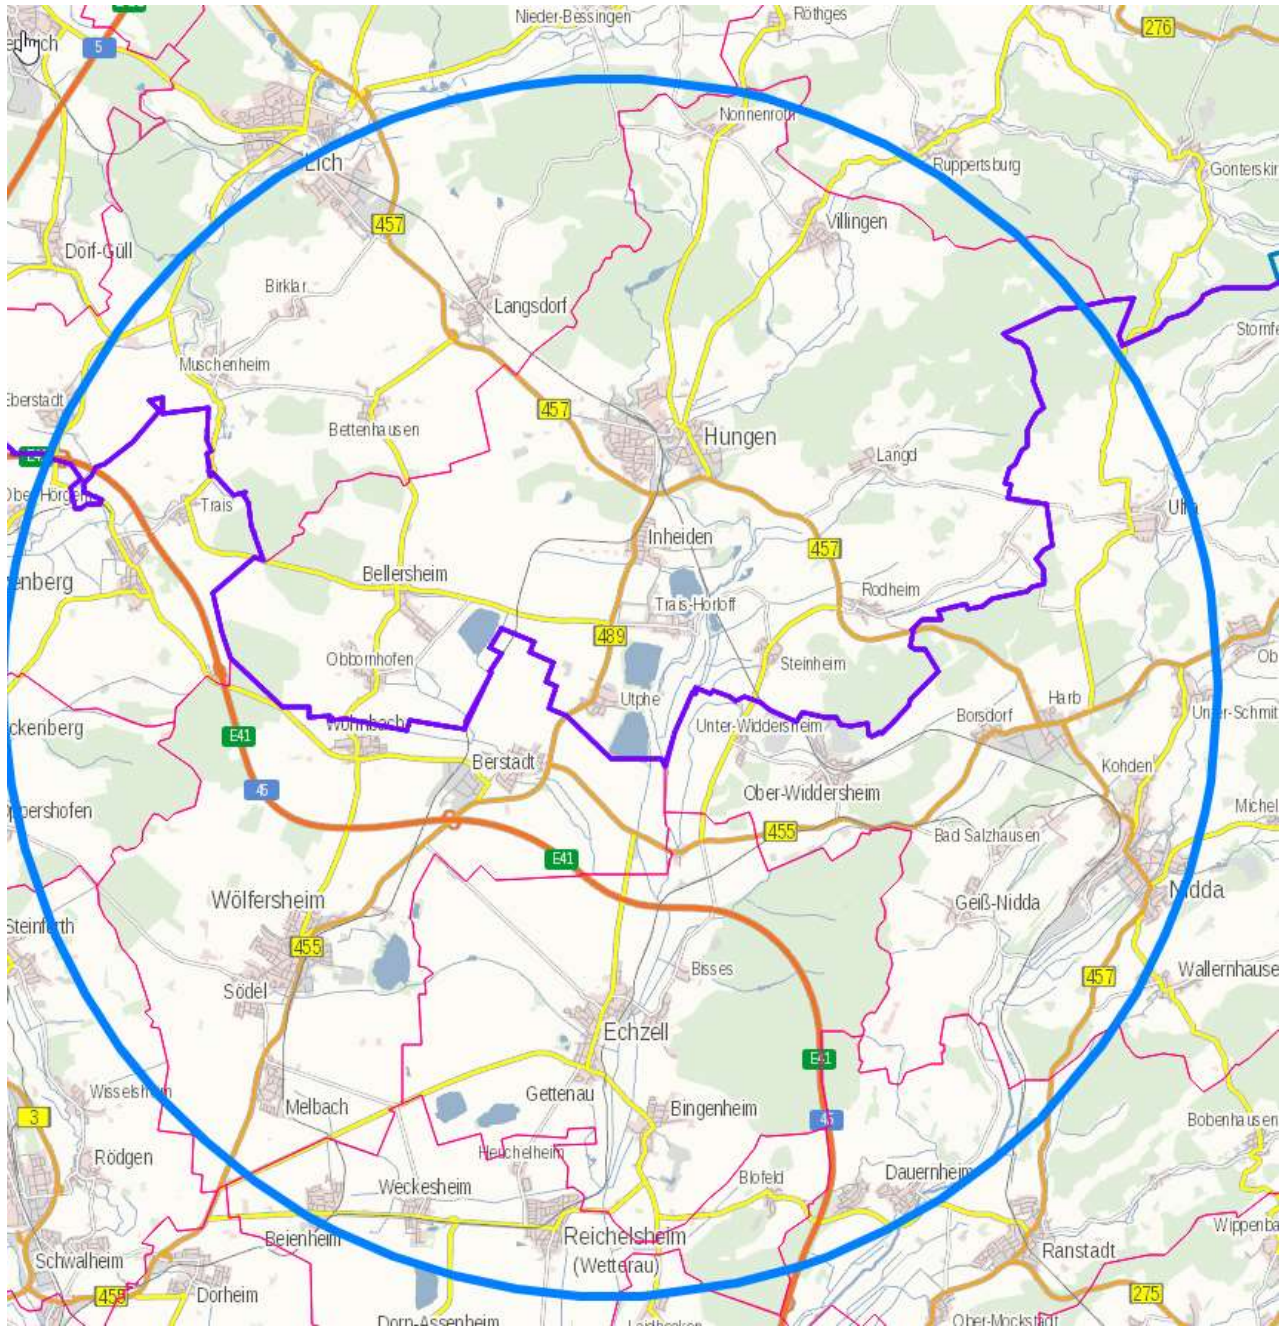 Nieder-Bessingen
Röthges
276
5
Nonnenroth
Lich
Ruppertsburg
Gonterskir
457
Villingen
Dorf-Güll
Birklar
Langsdorf
Stornfe
Muschenheim
Eberstadt
457
Bettenhausen
Hungen
Langd
Trais
Ulfa
Inheiden
457
zenberg
Bellersheim
Trais-Horloff
Rodheim
489
Obbornhofen
Steinheim
Ob
Utphe
Harb
Unter-Schmit
ckenberg
Wohnbach
Unter-Widdersheim
Borsdorf
E41
Berstadt
Kohden
45
Ober-Widdersheim
ppershofen
Michel
455
Bad Salzhausen
E41
Wölfersheim
Geiß-Nidda
Nidda
Steinfurth
455
Bisses
457
Wallernhause
Södel
Echzell
E41
Wisselsheim
Gettenau
Melbach
Bingenheim
3
45
Bobenhausen
Rödgen
Heuchelheim
Weckesheim
Blofeld
Dauernheim
Beienheim
Reichelsheim
(Wetterau)
Wippenba
Schwalheim
Ranstadt
455
Dorheim
275
Dorn-Assenheim
Ober-Mockstadt